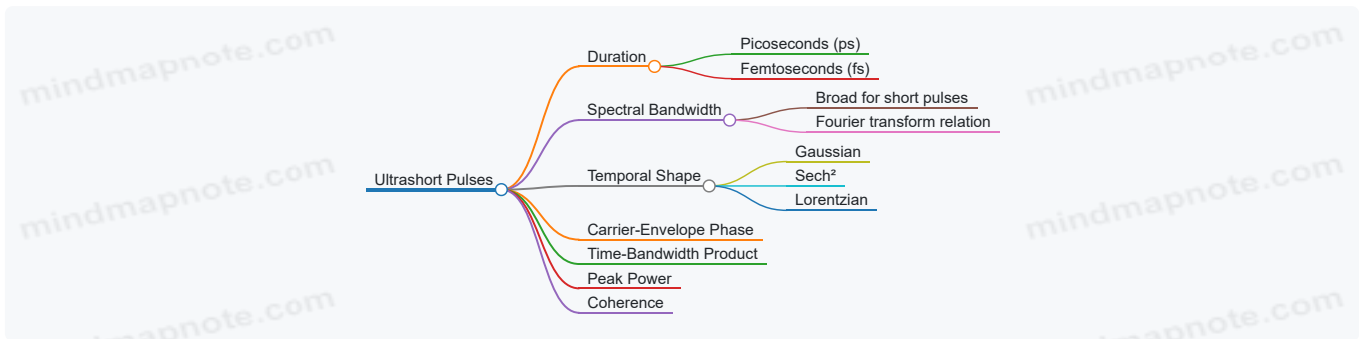 mindmapnote.com
mindmapnote.com
Ultrashort Pulses
Duration
Picoseconds (ps)
Femtoseconds (fs)
Spectral Bandwidth
Broad for short pulses
Fourier transform relation
Temporal Shape
Gaussian
Sech²
Lorentzian
Carrier-Envelope Phase
Time-Bandwidth Product
Peak Power
Coherence
mindmapnote.com
mindmapnote.com
mindmapnote.com
mindmapnote.com